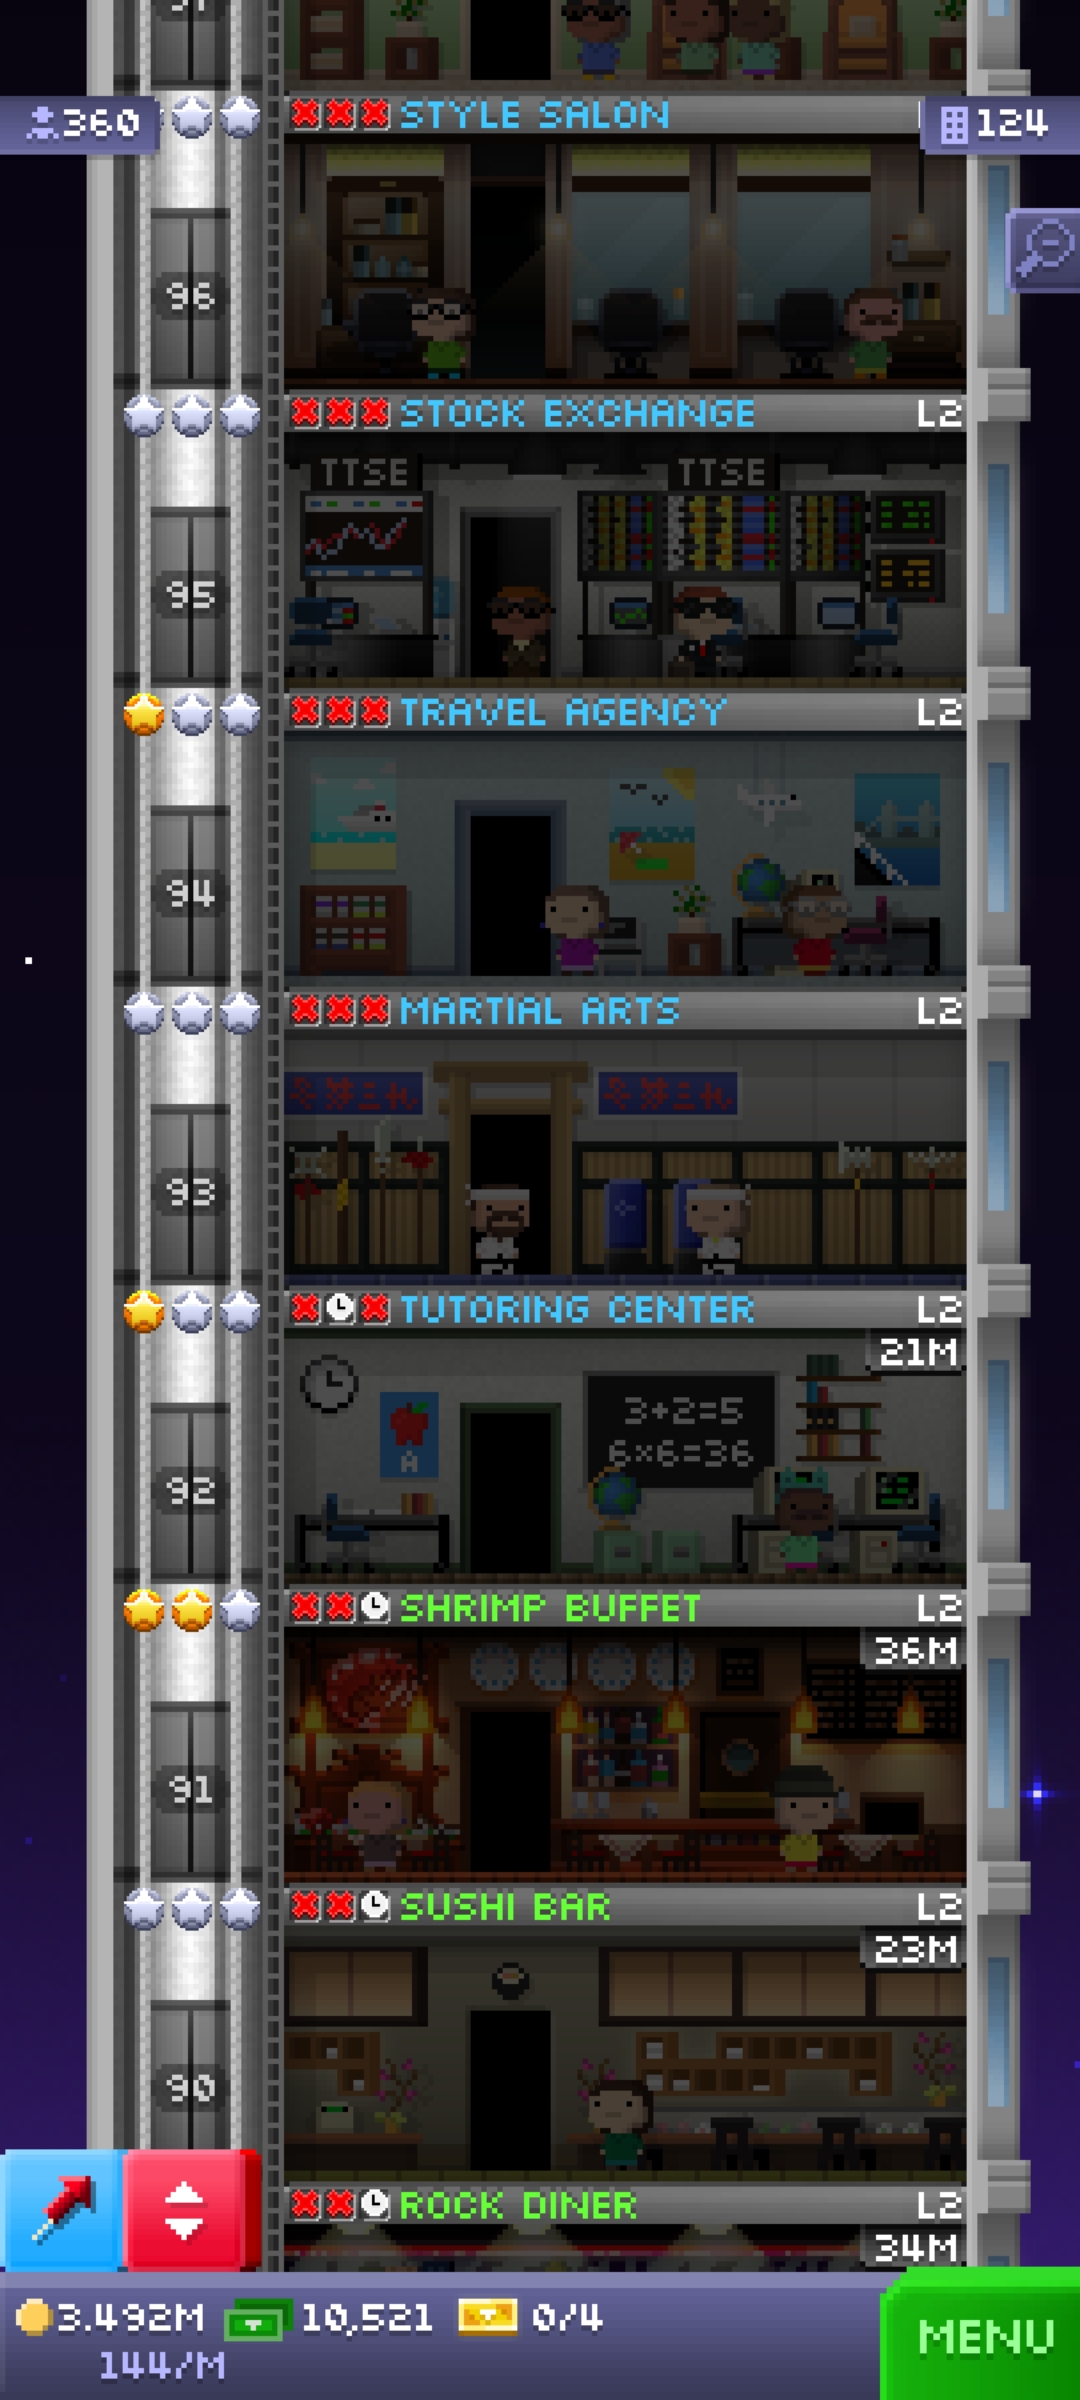 360
STYLE SALON
124
96
STOCK EXCHANGE L2
TTSE TTSE
95
TRAVEL AGENCY L2
94
MARTIAL ARTS L2
93
TUTORING CENTER L2
21M
3+2=5
6×6=36
A
92
SHRIMP BUFFET L2
36M
91
SUSHI BAR L2
23M
90
ROCK DINER L2
34M
3.492M 10,521 0/4
144/M
MENU